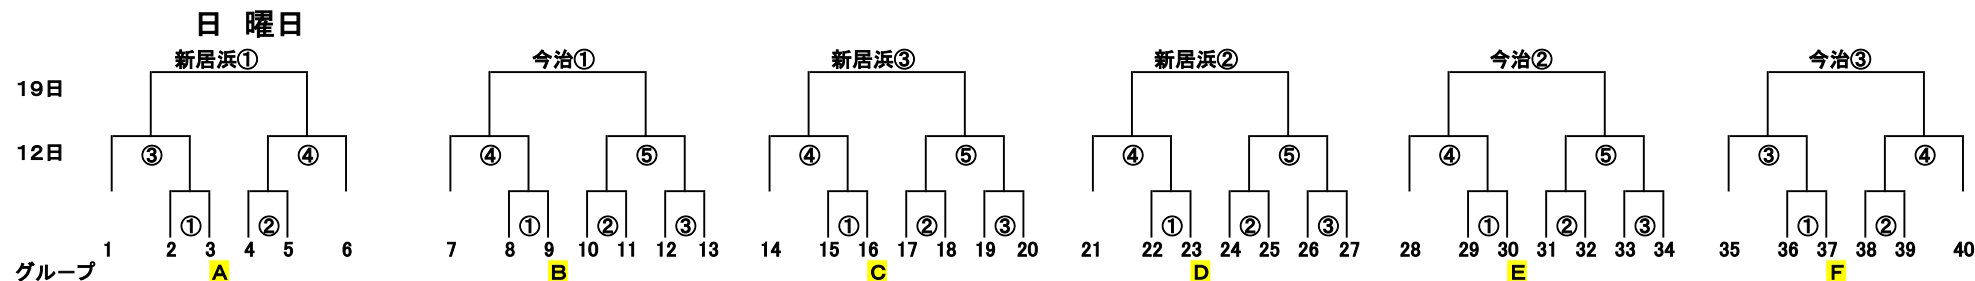 日 曜日
新居浜① 今治① 新居浜③ 新居浜② 今治② 今治③
19日
12日 ③ ④ ④ ⑤ ④ ⑤ ④ ⑤ ④ ⑤ ③ ④
① ② ① ② ③ ① ② ③ ① ② ③ ① ② ③ ① ②
1 2 3 4 5 6 7 8 9 10 11 12 13 14 15 16 17 18 19 20 21 22 23 24 25 26 27 28 29 30 31 32 33 34 35 36 37 38 39 40
グループ A B C D E F